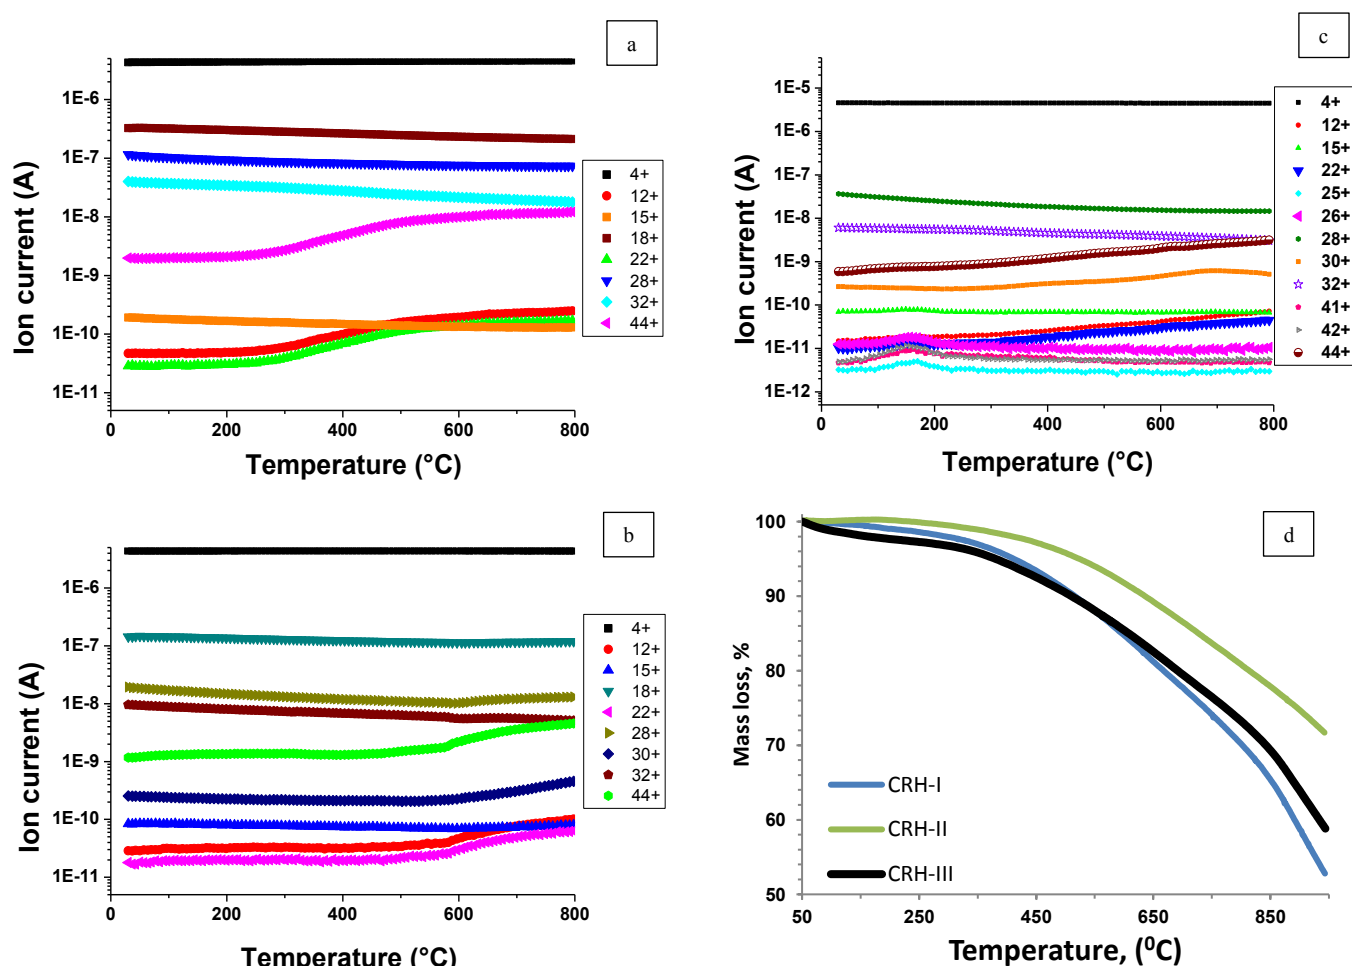 a
1E-6
1E-7
1E-8
1E-9
1E-10
1E-11
Ion current (A)
0
200
400
600
800
Temperature (°C)
4+
12+
15+
18+
22+
28+
32+
44+
c
1E-5
1E-6
1E-7
1E-8
1E-9
1E-10
1E-11
1E-12
Ion current (A)
0
200
400
600
800
Temperature (°C)
4+
12+
15+
22+
25+
26+
28+
30+
32+
41+
42+
44+
b
1E-6
1E-7
1E-8
1E-9
1E-10
1E-11
Ion current (A)
0
200
400
600
800
Temperature (°C)
4+
12+
15+
18+
22+
28+
30+
32+
44+
d
100
90
80
70
60
50
Mass loss, %
CRH-I
CRH-II
CRH-III
50
250
450
650
850
Temperature, (⁰C)